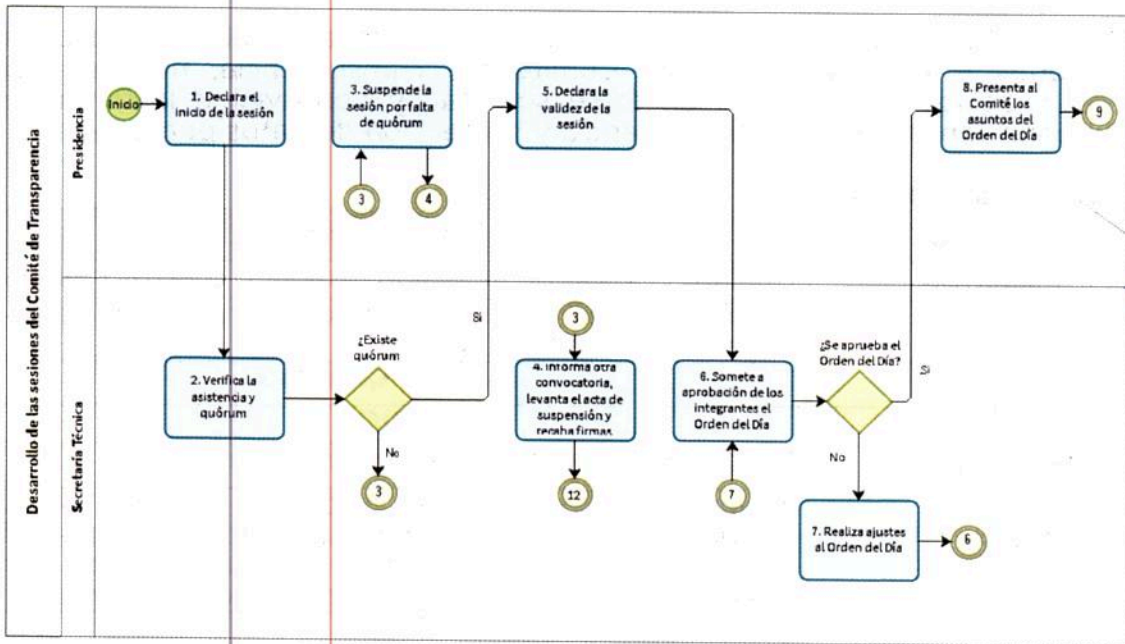 Desarrollo de las sesiones del Comité de Transparencia
Presidencia
Inicio
1. Declara el
inicio de la sesión
3. Suspende la
sesión por falta
de quórum
3
4
5. Declara la
validez de la
sesión
8. Presenta al
Comité los
asuntos del
Orden del Día
9
Secretaría Técnica
2. Verifica la
asistencia y
quórum
¿Existe
quórum
Si
No
3
3
4. Informa otra
convocatoria,
levanta el acta de
suspensión y
recaba firmas
12
6. Somete a
aprobación de los
integrantes el
Orden del Día
7
¿Se aprueba el
Orden del Día?
Si
No
7. Realiza ajustes
al Orden del Día
6